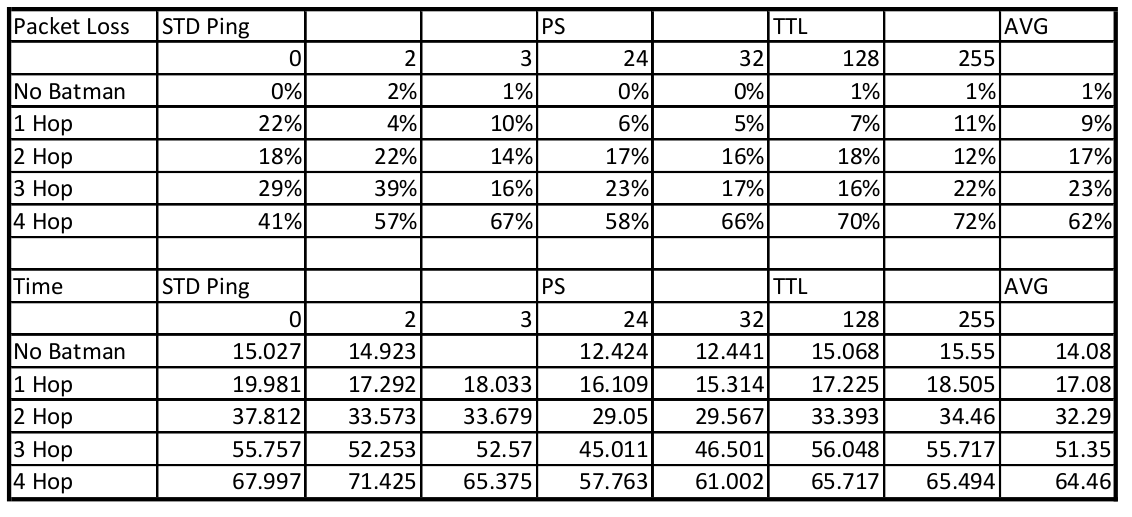 Packet Loss STD Ping PS TTL AVG
0 2 3 24 32 128 255
No Batman 0% 2% 1% 0% 0% 1% 1% 1%
1 Hop 22% 4% 10% 6% 5% 7% 11% 9%
2 Hop 18% 22% 14% 17% 16% 18% 12% 17%
3 Hop 29% 39% 16% 23% 17% 16% 22% 23%
4 Hop 41% 57% 67% 58% 66% 70% 72% 62%
Time STD Ping PS TTL AVG
0 2 3 24 32 128 255
No Batman 15.027 14.923 12.424 12.441 15.068 15.55 14.08
1 Hop 19.981 17.292 18.033 16.109 15.314 17.225 18.505 17.08
2 Hop 37.812 33.573 33.679 29.05 29.567 33.393 34.46 32.29
3 Hop 55.757 52.253 52.57 45.011 46.501 56.048 55.717 51.35
4 Hop 67.997 71.425 65.375 57.763 61.002 65.717 65.494 64.46